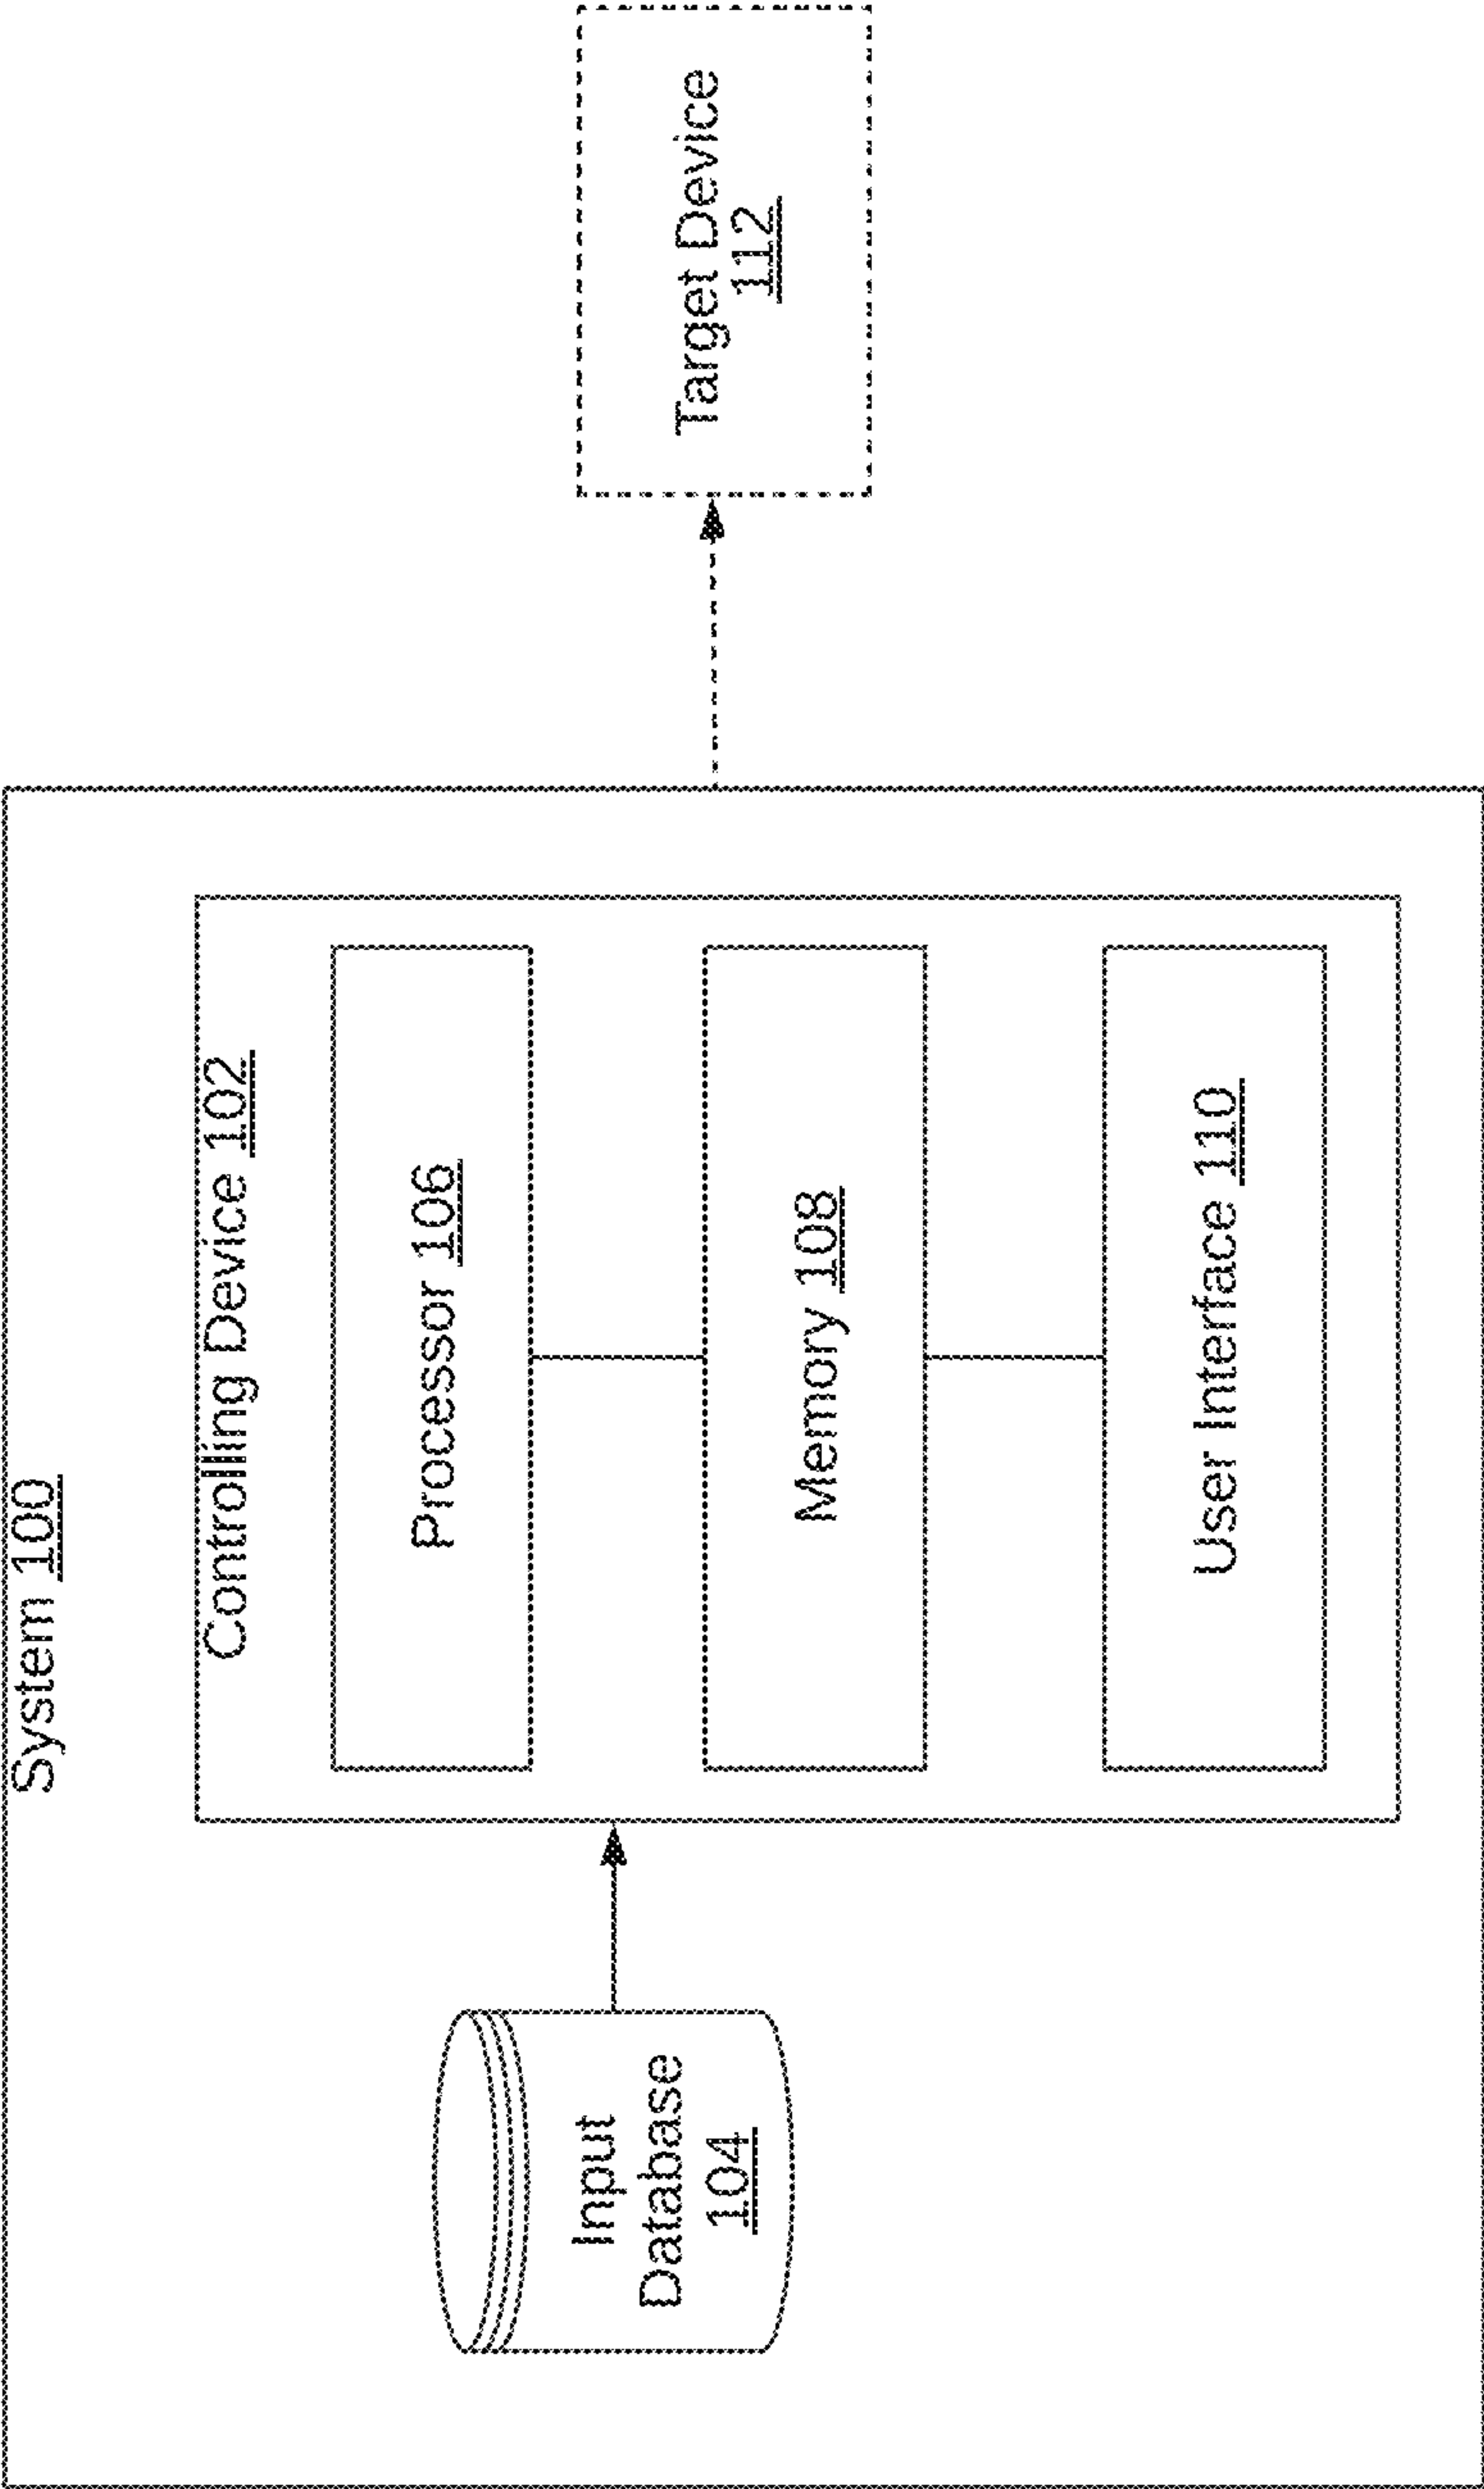 System 100
Controlling Device 102
Processor 106
Memory 108
User Interface 110
Input
Database
104
Target Device
112